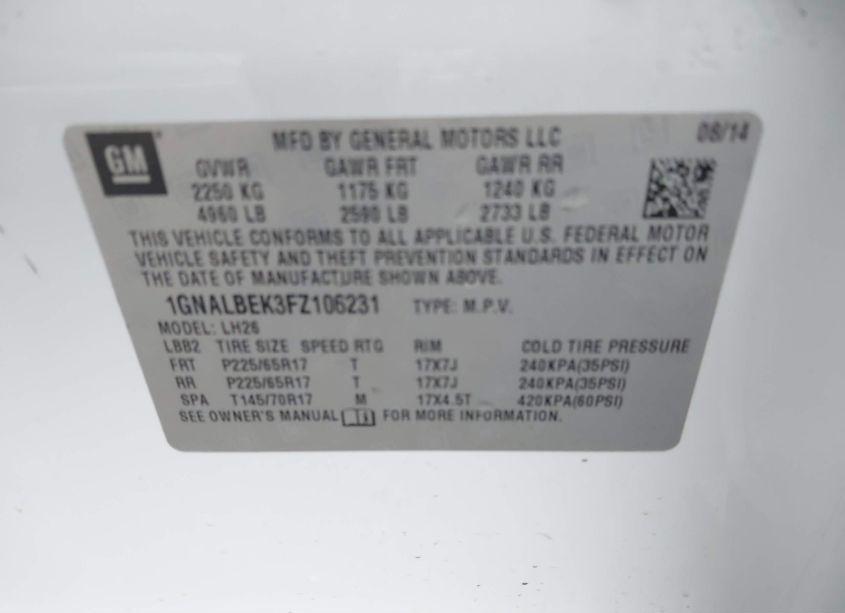 GM
MFD BY GENERAL MOTORS LLC 08/14
GVWR GAWR FRT GAWR RR
2250 KG 1175 KG 1240 KG
4960 LB 2590 LB 2733 LB
THIS VEHICLE CONFORMS TO ALL APPLICABLE U.S. FEDERAL MOTOR
VEHICLE SAFETY AND THEFT PREVENTION STANDARDS IN EFFECT ON
THE DATE OF MANUFACTURE SHOWN ABOVE.
1GNALBEK3FZ106231 TYPE: M.P.V.
MODEL: LH26
LBB2 TIRE SIZE SPEED RTG RIM COLD TIRE PRESSURE
FRT P225/65R17 T 17X7J 240KPA(35PSI)
RR P225/65R17 T 17X7J 240KPA(35PSI)
SPA T145/70R17 M 17X4.5T 420KPA(60PSI)
SEE OWNER'S MANUAL FOR MORE INFORMATION.